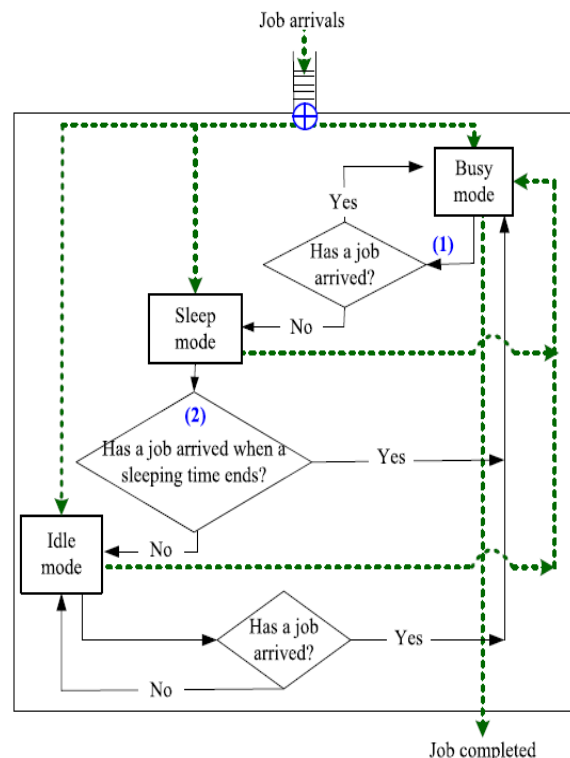 Job arrivals
Busy
mode
Yes
(1)
Has a job
arrived?
No
Sleep
mode
(2)
Has a job arrived when a
sleeping time ends?
Yes
No
Idle
mode
Has a job
arrived?
Yes
No
Job completed